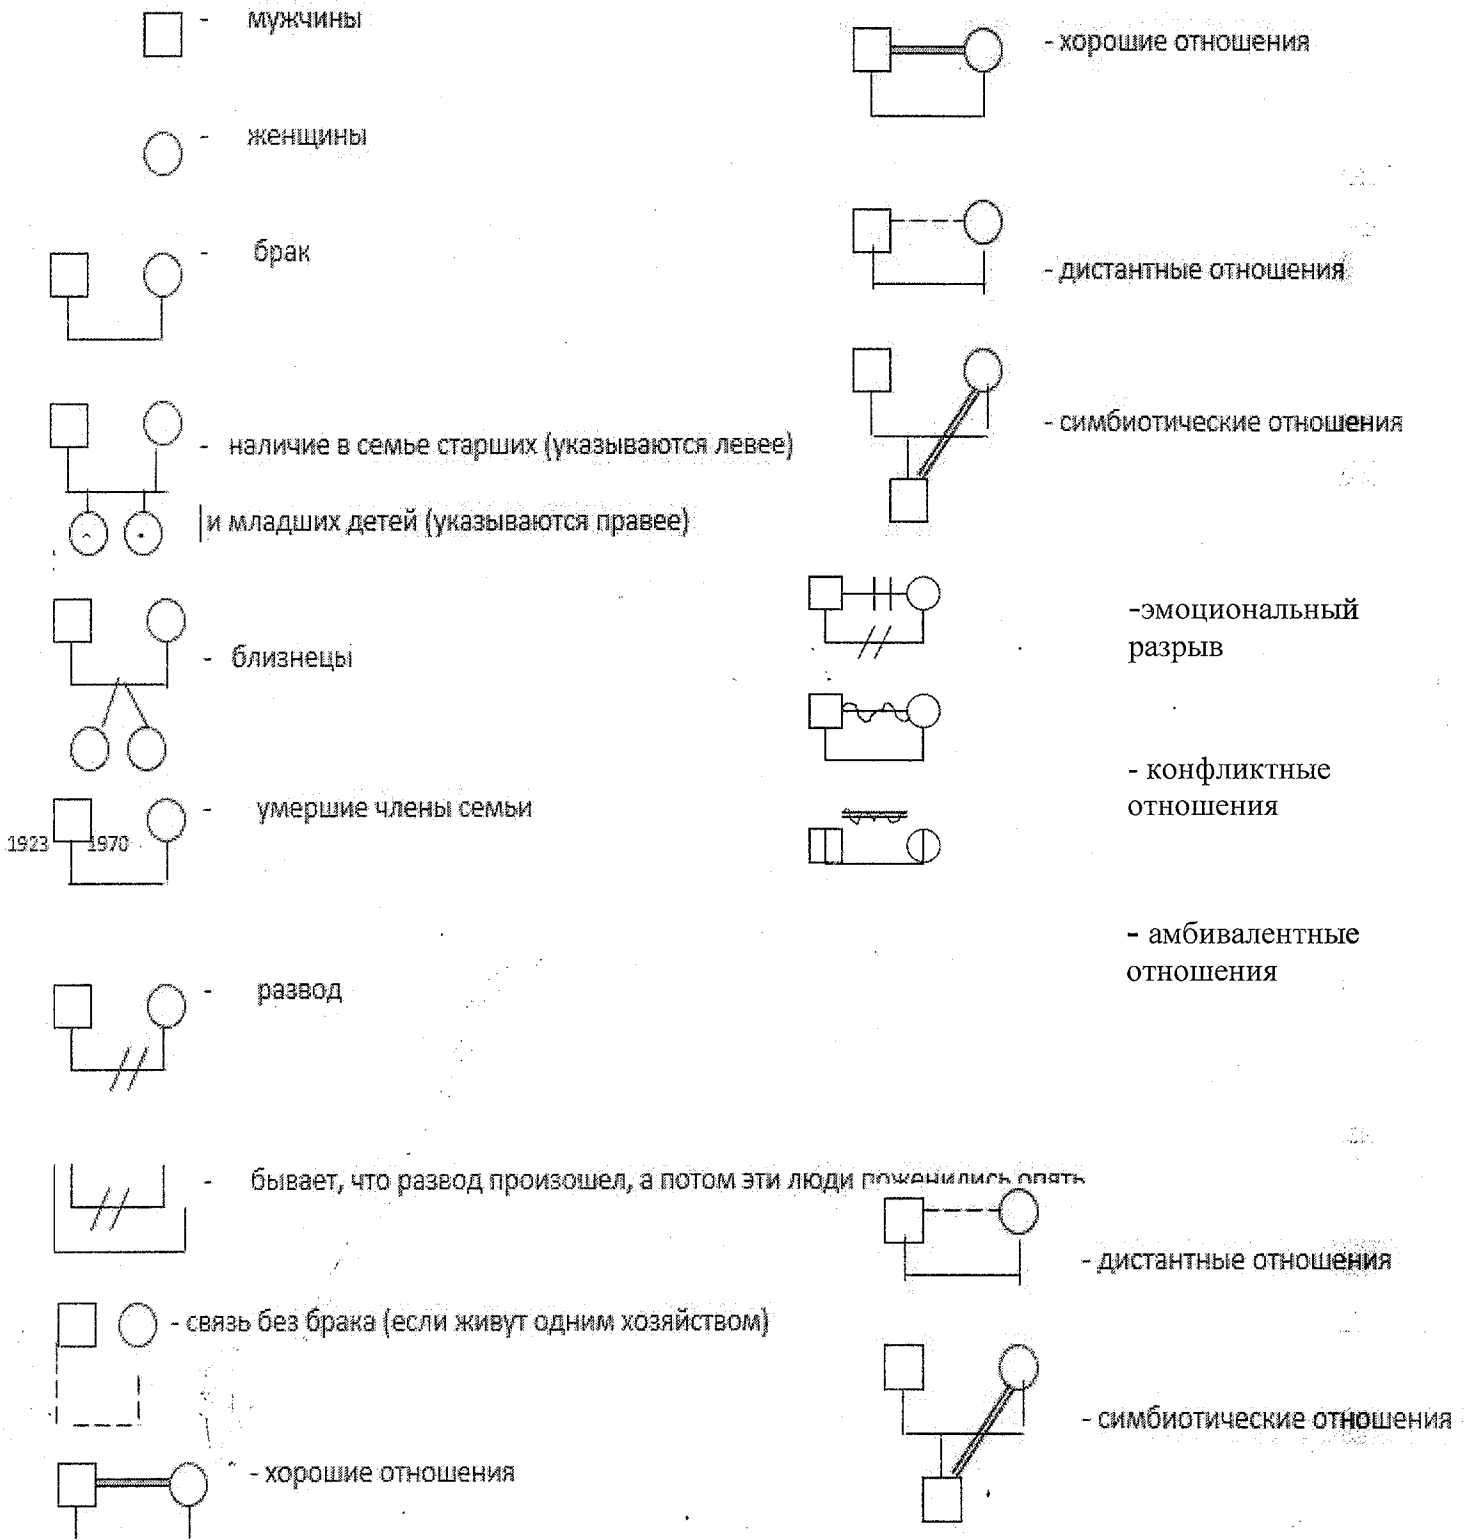 - мужчины
- женщины
- брак
- наличие в семье старших (указываются левее)
и младших детей (указываются правее)
- близнецы
- умершие члены семьи
1923 1970
- развод
- бывает, что развод произошел, а потом эти люди поженились опять
- связь без брака (если живут одним хозяйством)
- хорошие отношения
- хорошие отношения
- дистантные отношения
- симбиотические отношения
-эмоциональный
разрыв
- конфликтные
отношения
- амбивалентные
отношения
- дистантные отношения
- симбиотические отношения